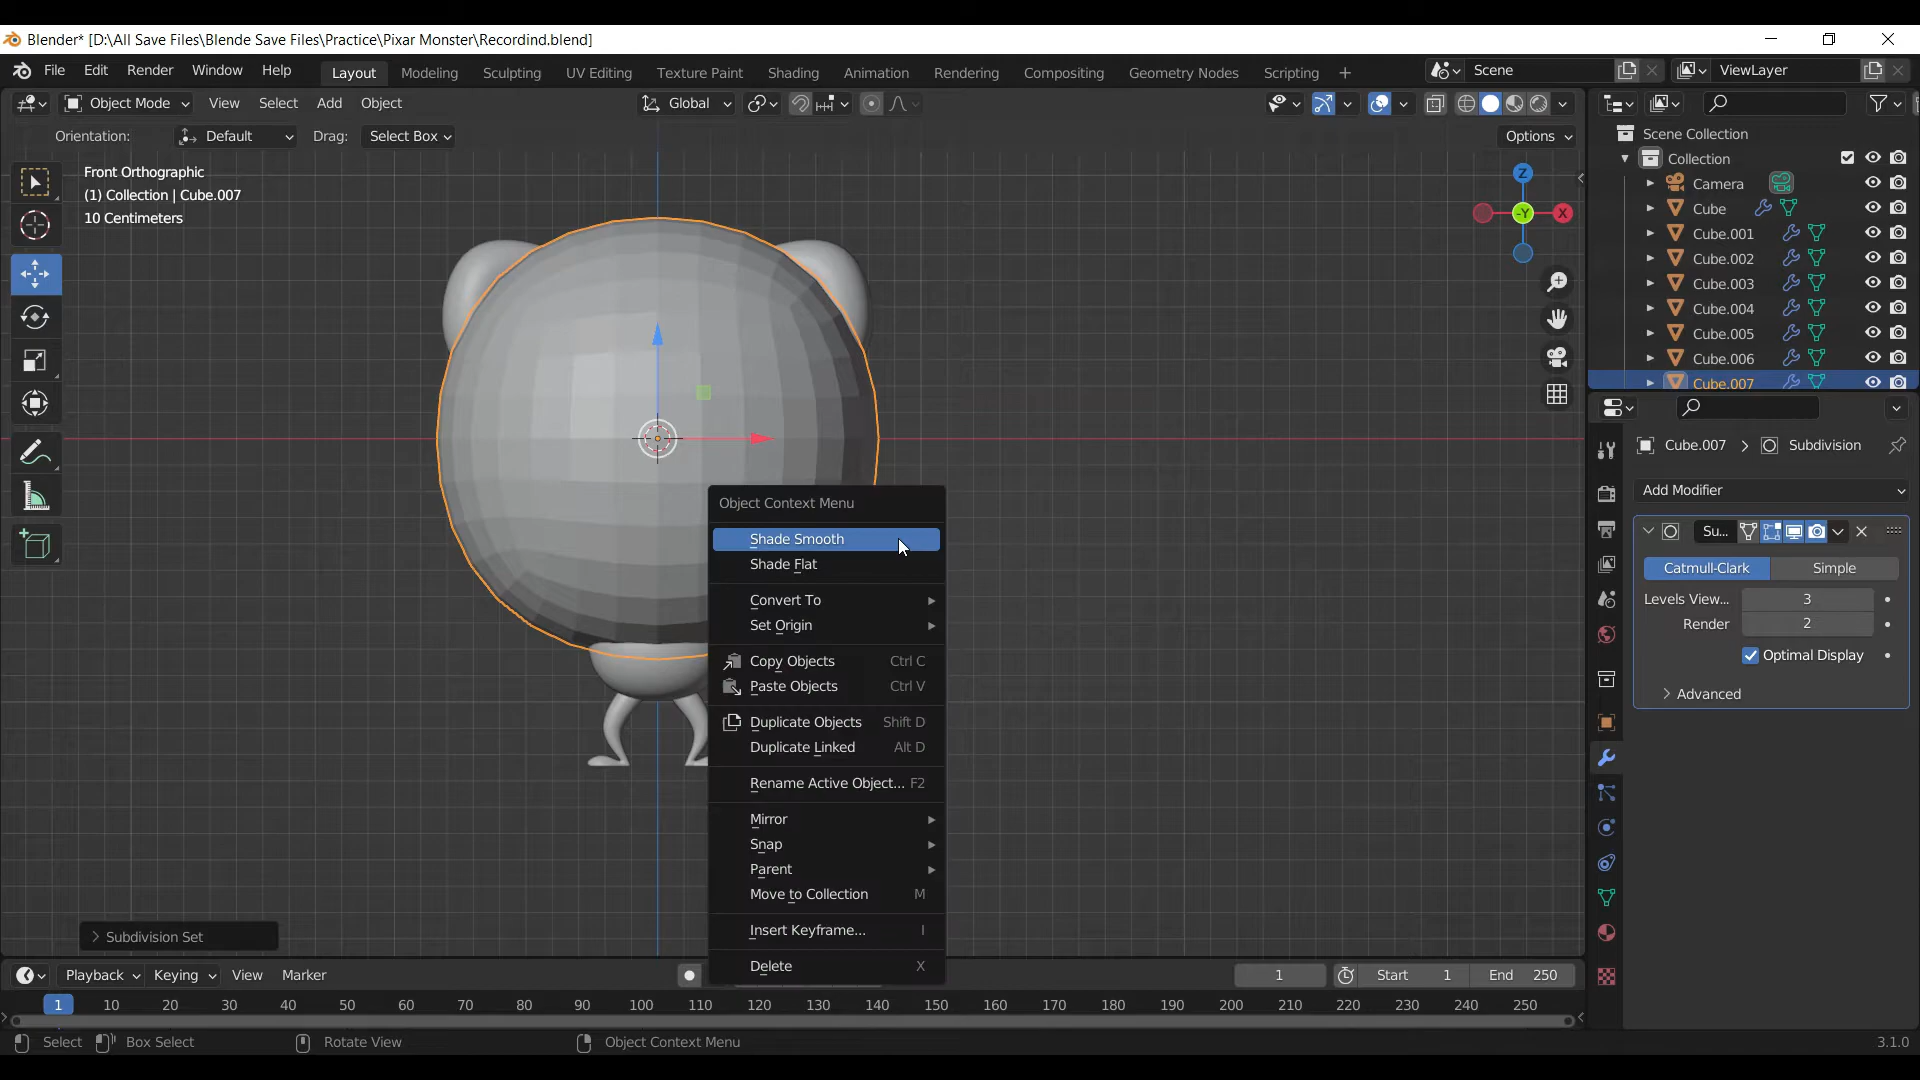 Blender* [D:\All Save Files\Blende Save Files\Practice\Pixar Monster\Recordind.blend]
File Edit Render Window Help Layout Modeling Sculpting UV Editing Texture Paint Shading Animation Rendering Compositing Geometry Nodes Scripting + Scene ViewLayer
Object Mode View Select Add Object Global
Orientation: Default Drag: Select Box Options
Front Orthographic
(1) Collection | Cube.007
10 Centimeters
Z
-Y
X
Scene Collection
Collection
Camera
Cube
Cube.001
Cube.002
Cube.003
Cube.004
Cube.005
Cube.006
Cube.007
Cube.007 > Subdivision
Add Modifier
Su...
Catmull-Clark Simple
Levels View... 3
Render 2
Optimal Display
Advanced
Object Context Menu
Shade Smooth
Shade Flat
Convert To
Set Origin
Copy Objects Ctrl C
Paste Objects Ctrl V
Duplicate Objects Shift D
Duplicate Linked Alt D
Rename Active Object... F2
Mirror
Snap
Parent
Move to Collection M
Insert Keyframe... I
Delete X
Subdivision Set
Playback Keying View Marker 1 Start 1 End 250
1 10 20 30 40 50 60 70 80 90 100 110 120 130 140 150 160 170 180 190 200 210 220 230 240 250
Select Box Select Rotate View Object Context Menu 3.1.0